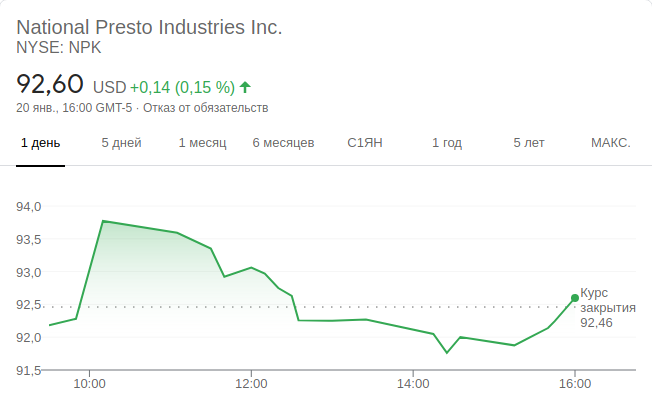 National Presto Industries Inc.
NYSE: NPK
92,60 USD +0,14 (0,15 %)
20 янв., 16:00 GMT-5 · Отказ от обязательств
1 день 5 дней 1 месяц 6 месяцев С1ЯН 1 год 5 лет МАКС.
94,0
93,5
93,0
92,5
92,0
91,5
Курс
закрытия
92,46
10:00 12:00 14:00 16:00